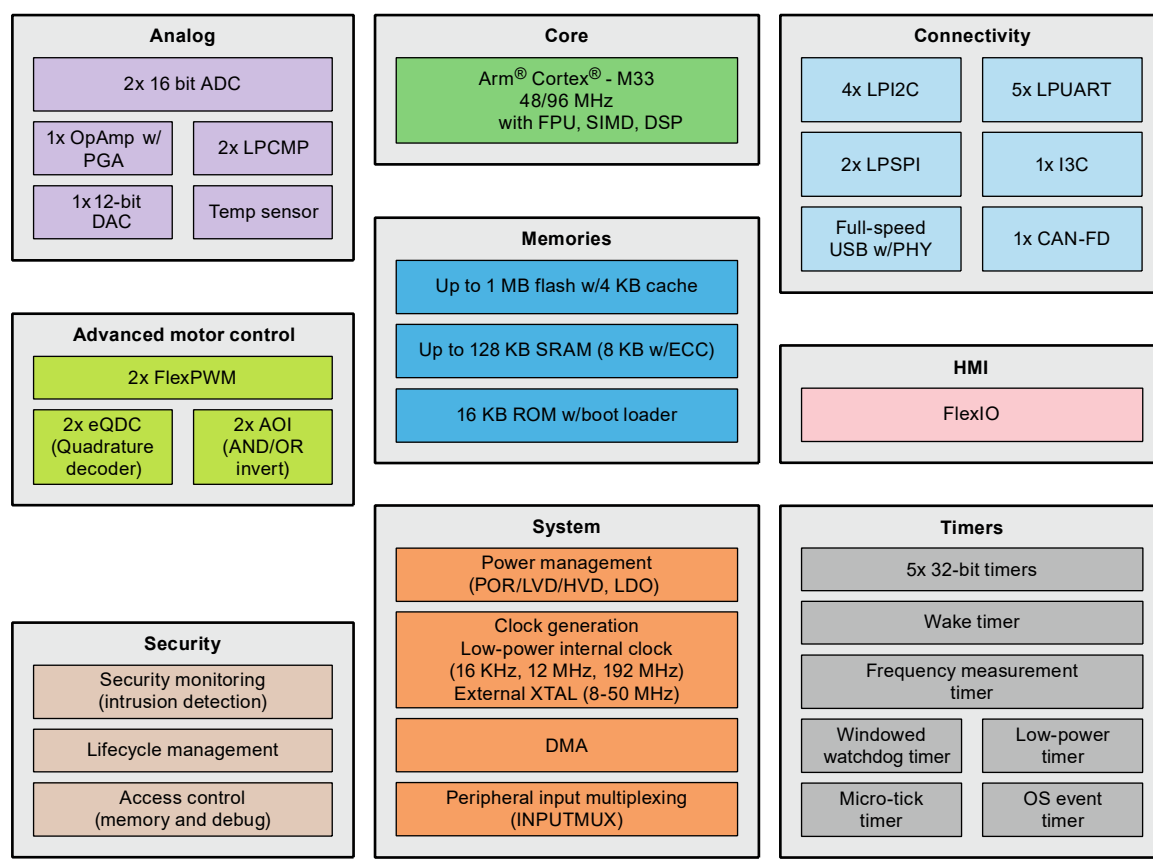 Analog
2x 16 bit ADC
1x OpAmp w/
PGA
2x LPCMP
1x 12-bit
DAC
Temp sensor
Advanced motor control
2x FlexPWM
2x eQDC
(Quadrature
decoder)
2x AOI
(AND/OR
invert)
Security
Security monitoring
(intrusion detection)
Lifecycle management
Access control
(memory and debug)
Core
Arm® Cortex® - M33
48/96 MHz
with FPU, SIMD, DSP
Memories
Up to 1 MB flash w/4 KB cache
Up to 128 KB SRAM (8 KB w/ECC)
16 KB ROM w/boot loader
System
Power management
(POR/LVD/HVD, LDO)
Clock generation
Low-power internal clock
(16 KHz, 12 MHz, 192 MHz)
External XTAL (8-50 MHz)
DMA
Peripheral input multiplexing
(INPUTMUX)
Connectivity
4x LPI2C
5x LPUART
2x LPSPI
1x I3C
Full-speed
USB w/PHY
1x CAN-FD
HMI
FlexIO
Timers
5x 32-bit timers
Wake timer
Frequency measurement
timer
Windowed
watchdog timer
Low-power
timer
Micro-tick
timer
OS event
timer